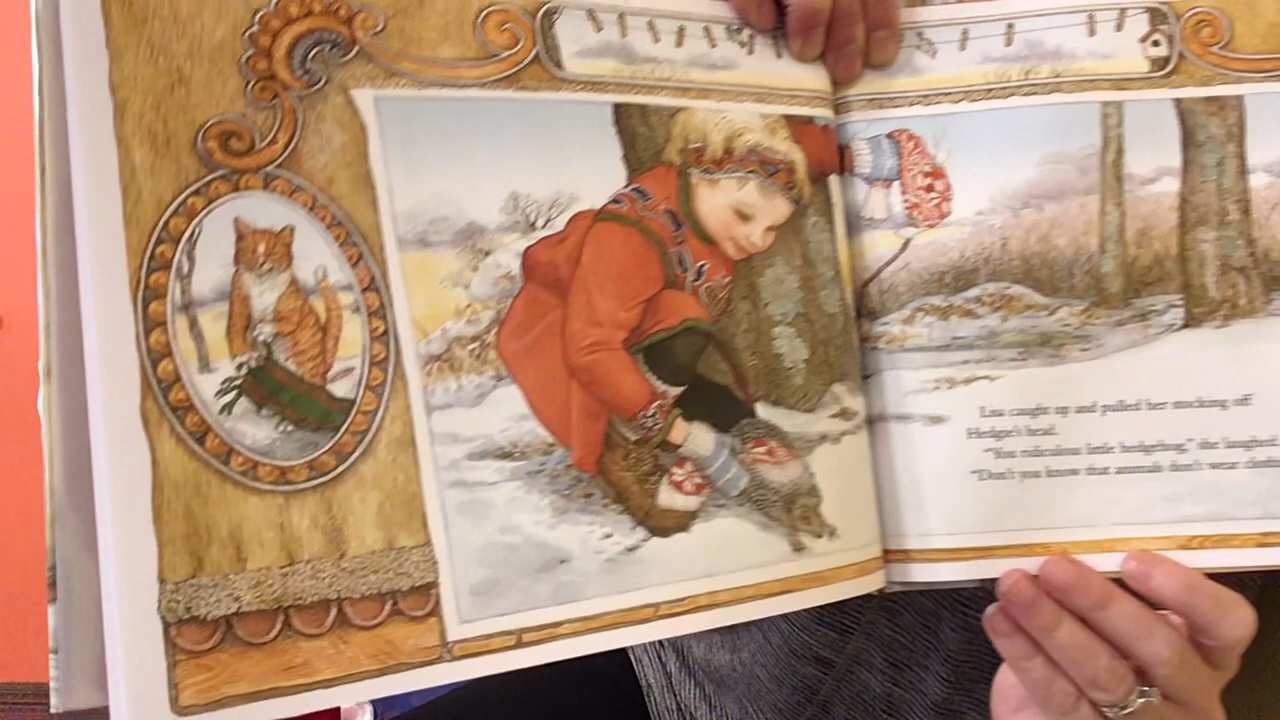 Lisa caught up and pulled her stocking off
Hedgie's head.
"You ridiculous little hedgehog," she laughed.
"Don't you know that animals don't wear